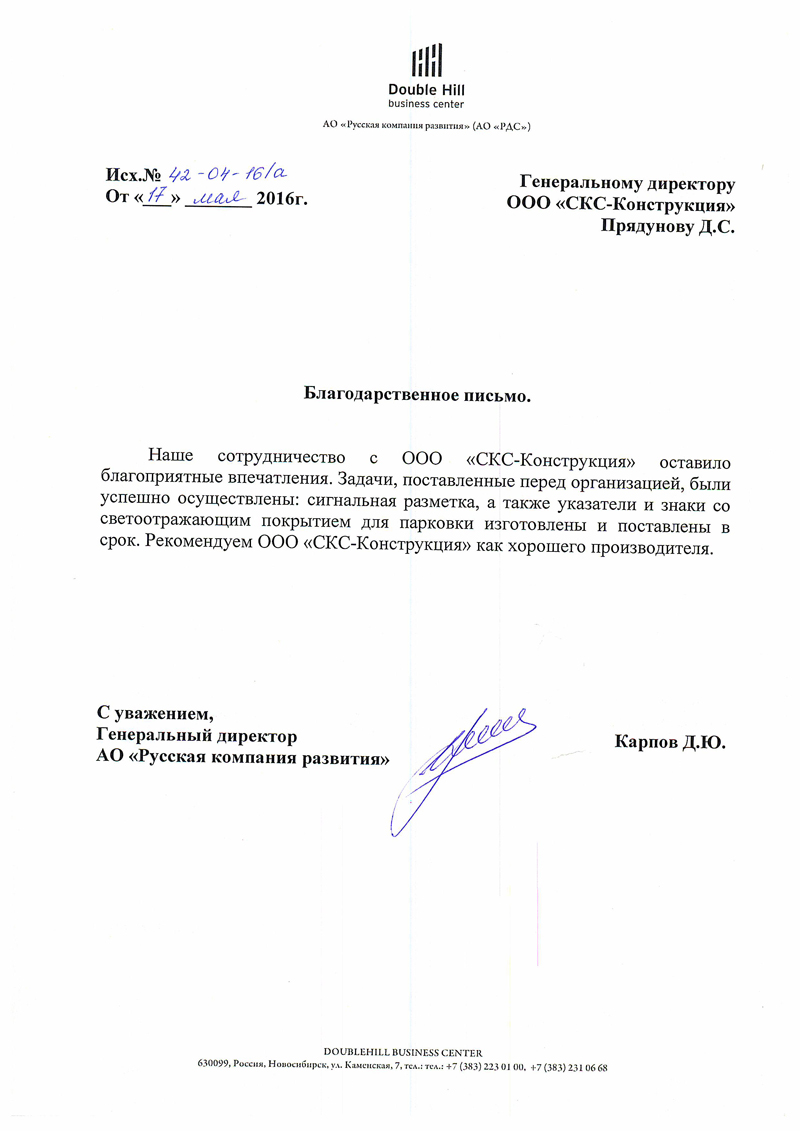 Double Hill
business center
АО «Русская компания развития» (АО «РДС»)
Исх.№ 42-04-16/а
От «17» мая 2016г.
Генеральному директору
ООО «СКС-Конструкция»
Прядунову Д.С.
Благодарственное письмо.
Наше сотрудничество с ООО «СКС-Конструкция» оставило
благоприятные впечатления. Задачи, поставленные перед организацией, были
успешно осуществлены: сигнальная разметка, а также указатели и знаки со
светоотражающим покрытием для парковки изготовлены и поставлены в
срок. Рекомендуем ООО «СКС-Конструкция» как хорошего производителя.
С уважением,
Генеральный директор
АО «Русская компания развития»
Карпов Д.Ю.
DOUBLEHILL BUSINESS CENTER
630099, Россия, Новосибирск, ул. Каменская, 7, тел.: тел.: +7 (383) 223 01 00, +7 (383) 231 06 68